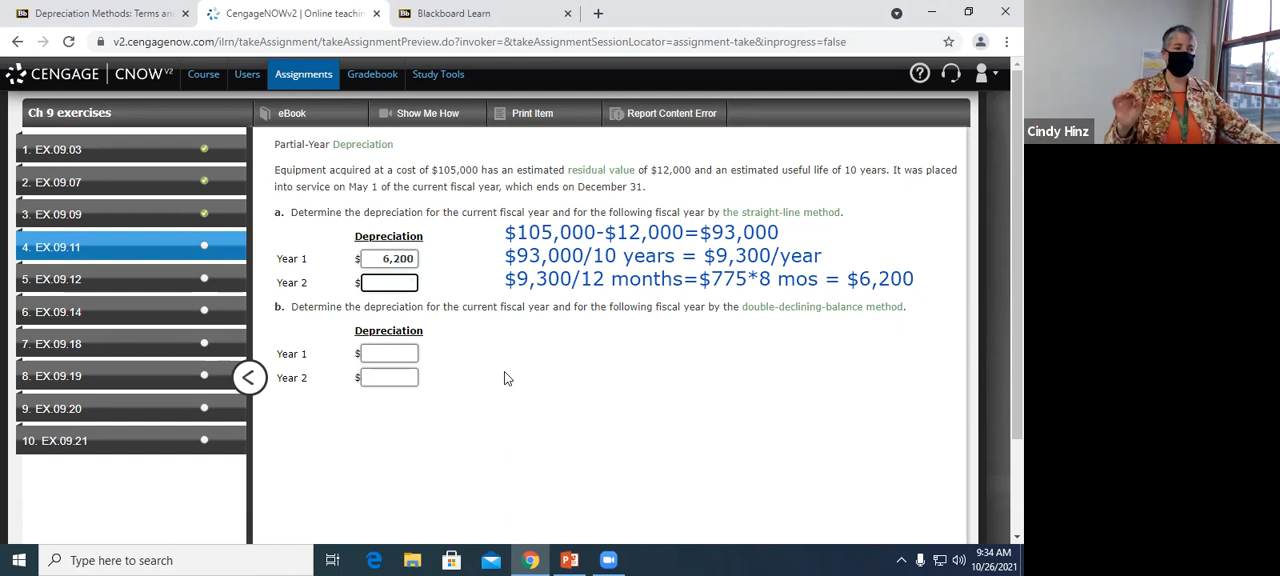 Depreciation Methods: Terms an
CengageNOWv2 | Online teachin
Blackboard Learn
v2.cengagenow.com/ilrn/takeAssignment/takeAssignmentPreview.do?invoker=&takeAssignmentSessionLocator=assignment-take&inprogress=false
CENGAGE | CNOWv2 Course Users Assignments Gradebook Study Tools
Ch 9 exercises eBook Show Me How Print Item Report Content Error
Cindy Hinz
1. EX.09.03
2. EX.09.07
3. EX.09.09
4. EX.09.11
5. EX.09.12
6. EX.09.14
7. EX.09.18
8. EX.09.19
9. EX.09.20
10. EX.09.21
Partial-Year Depreciation
Equipment acquired at a cost of $105,000 has an estimated residual value of $12,000 and an estimated useful life of 10 years. It was placed
into service on May 1 of the current fiscal year, which ends on December 31.
a. Determine the depreciation for the current fiscal year and for the following fiscal year by the straight-line method.
Depreciation
Year 1 $ 6,200
Year 2 $
$105,000-$12,000=$93,000
$93,000/10 years = $9,300/year
$9,300/12 months=$775*8 mos = $6,200
b. Determine the depreciation for the current fiscal year and for the following fiscal year by the double-declining-balance method.
Depreciation
Year 1 $
Year 2 $
Type here to search
9:34 AM
10/26/2021